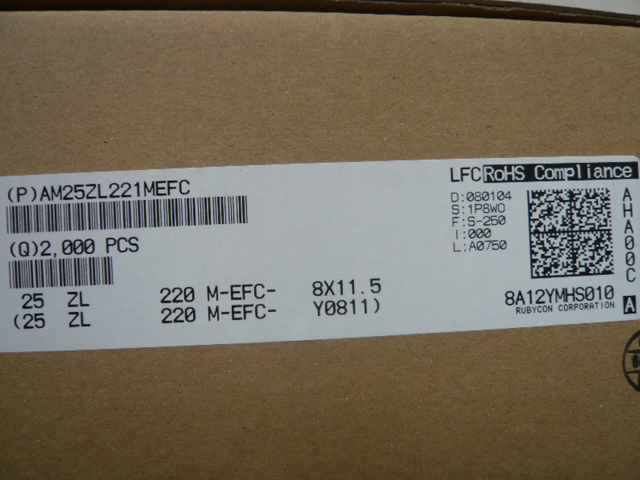 (P)AM25ZL221MEFC
(Q)2,000 PCS
25 ZL 220 M-EFC- 8X11.5
(25 ZL 220 M-EFC- Y0811)
LFC RoHS Compliance
D:080104
S:1P8WO
F:S-250
I:000
L:A0750
AHA00C
8A12YMHS010
RUBYCON CORPORATION
A